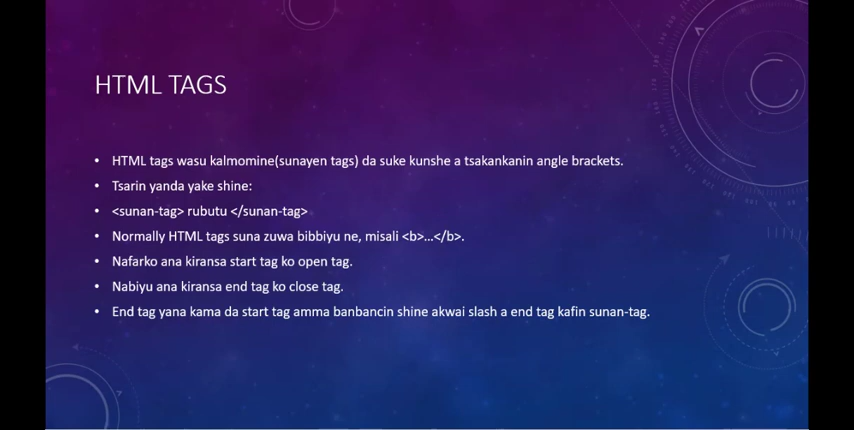 HTML TAGS
• HTML tags wasu kalmomine(sunayen tags) da suke kunshe a tsakankanin angle brackets.
• Tsarin yanda yake shine:
• <sunan-tag> rubutu </sunan-tag>
• Normally HTML tags suna zuwa bibbiyu ne, misali <b>...</b>.
• Nafarko ana kiransa start tag ko open tag.
• Nabiyu ana kiransa end tag ko close tag.
• End tag yana kama da start tag amma banbancin shine akwai slash a end tag kafin sunan-tag.